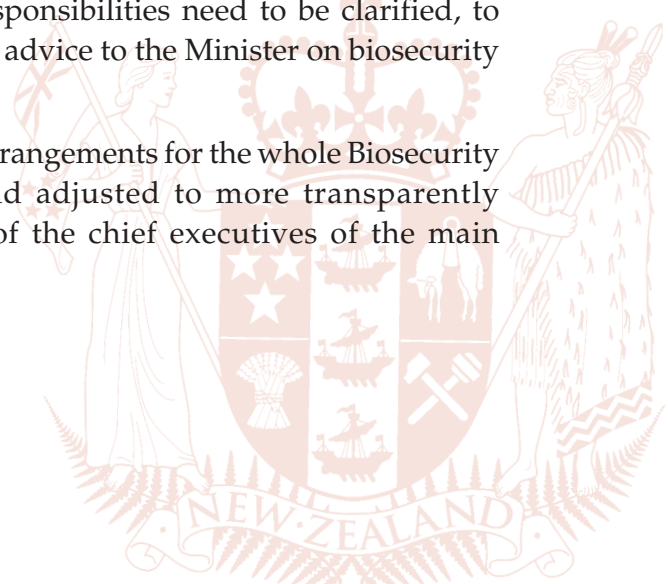 sponsibilities need to be clarified, to
advice to the Minister on biosecurity
rangements for the whole Biosecurity
d adjusted to more transparently
of the chief executives of the main
NEW·ZEALAND